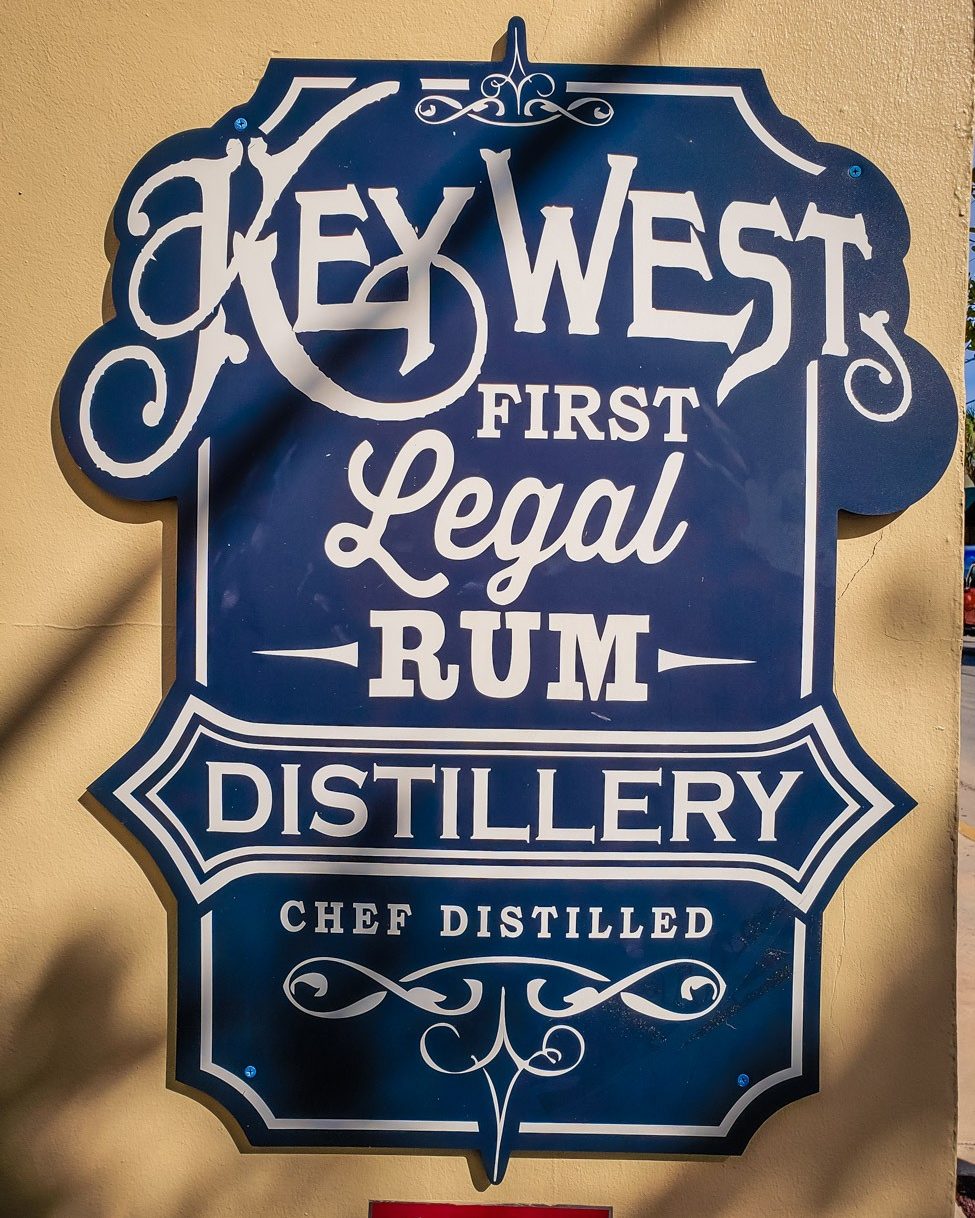 KEY WEST
FIRST
Legal
RUM
DISTILLERY
CHEF DISTILLED